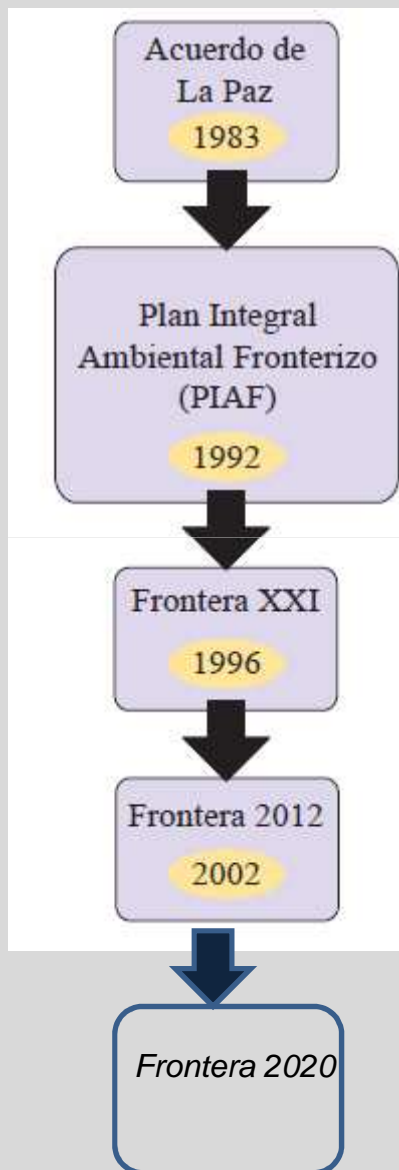 Acuerdo de
La Paz
1983
Plan Integral
Ambiental Fronterizo
(PIAF)
1992
Frontera XXI
1996
Frontera 2012
2002
Frontera 2020